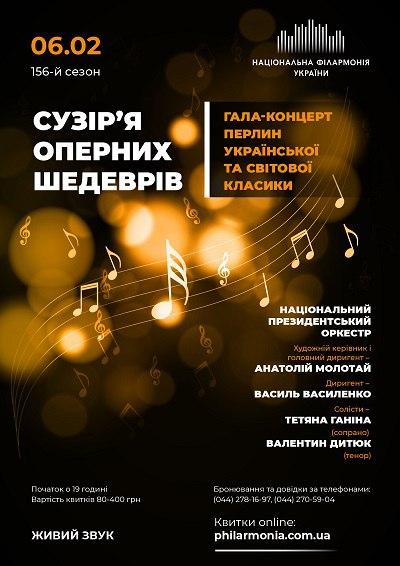 06.02
156-й сезон
НАЦІОНАЛЬНА ФІЛАРМОНІЯ
УКРАЇНИ
СУЗІР’Я
ОПЕРНИХ
ШЕДЕВРІВ
ГАЛА-КОНЦЕРТ
ПЕРЛИН
УКРАЇНСЬКОЇ
ТА СВІТОВОЇ
КЛАСИКИ
НАЦІОНАЛЬНИЙ
ПРЕЗИДЕНТСЬКИЙ
ОРКЕСТР
Художній керівник і
головний диригент –
АНАТОЛІЙ МОЛОТАЙ
Диригент –
ВАСИЛЬ ВАСИЛЕНКО
Солісти –
ТЕТЯНА ГАНІНА
(сопрано)
ВАЛЕНТИН ДИТЮК
(тенор)
Початок о 19 годині
Вартість квитків 80-400 грн
Бронювання та довідки за телефонами:
(044) 278-16-97, (044) 270-59-04
ЖИВИЙ ЗВУК
Квитки online:
philarmonia.com.ua